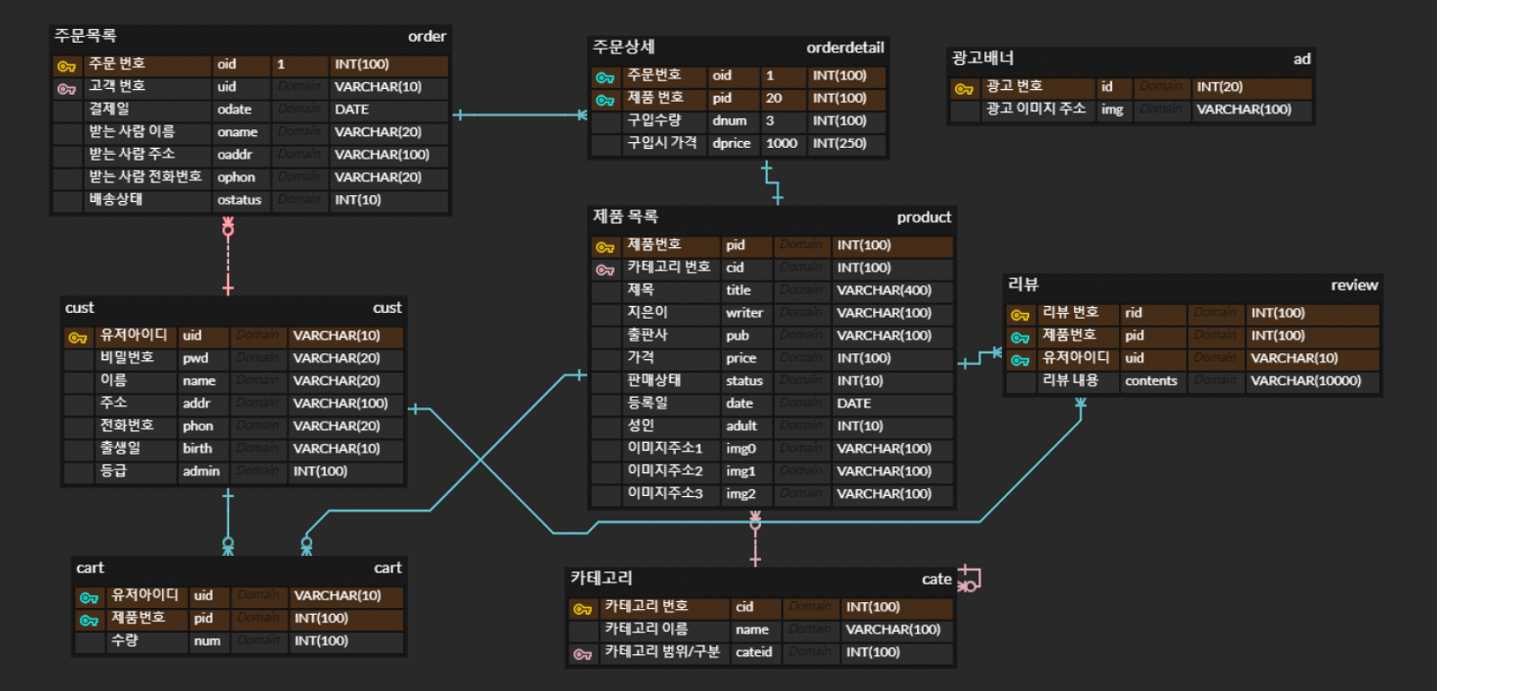 주문목록 order
주문 번호 oid 1 INT(100)
고객 번호 uid Domain VARCHAR(10)
결제일 odate Domain DATE
받는 사람 이름 oname Domain VARCHAR(20)
받는 사람 주소 oaddr Domain VARCHAR(100)
받는 사람 전화번호 ophon Domain VARCHAR(20)
배송상태 ostatus Domain INT(10)
주문상세 orderdetail
주문번호 oid 1 INT(100)
제품 번호 pid 20 INT(100)
구입수량 dnum 3 INT(100)
구입시 가격 dprice 1000 INT(250)
광고배너 ad
광고 번호 id Domain INT(20)
광고 이미지 주소 img Domain VARCHAR(100)
제품 목록 product
제품번호 pid Domain INT(100)
카테고리 번호 cid Domain INT(100)
제목 title Domain VARCHAR(400)
지은이 writer Domain VARCHAR(100)
출판사 pub Domain VARCHAR(100)
가격 price Domain INT(100)
판매상태 status Domain INT(10)
등록일 date Domain DATE
성인 adult Domain INT(10)
이미지주소1 img0 Domain VARCHAR(100)
이미지주소2 img1 Domain VARCHAR(100)
이미지주소3 img2 Domain VARCHAR(100)
리뷰 review
리뷰 번호 rid Domain INT(100)
제품번호 pid Domain INT(100)
유저아이디 uid Domain VARCHAR(10)
리뷰 내용 contents Domain VARCHAR(10000)
cust cust
유저아이디 uid Domain VARCHAR(10)
비밀번호 pwd Domain VARCHAR(20)
이름 name Domain VARCHAR(20)
주소 addr Domain VARCHAR(100)
전화번호 phon Domain VARCHAR(20)
출생일 birth Domain VARCHAR(10)
등급 admin Domain INT(100)
cart cart
유저아이디 uid Domain VARCHAR(10)
제품번호 pid Domain INT(100)
수량 num Domain INT(100)
카테고리 cate
카테고리 번호 cid Domain INT(100)
카테고리 이름 name Domain VARCHAR(100)
카테고리 범위/구분 cateid Domain INT(100)